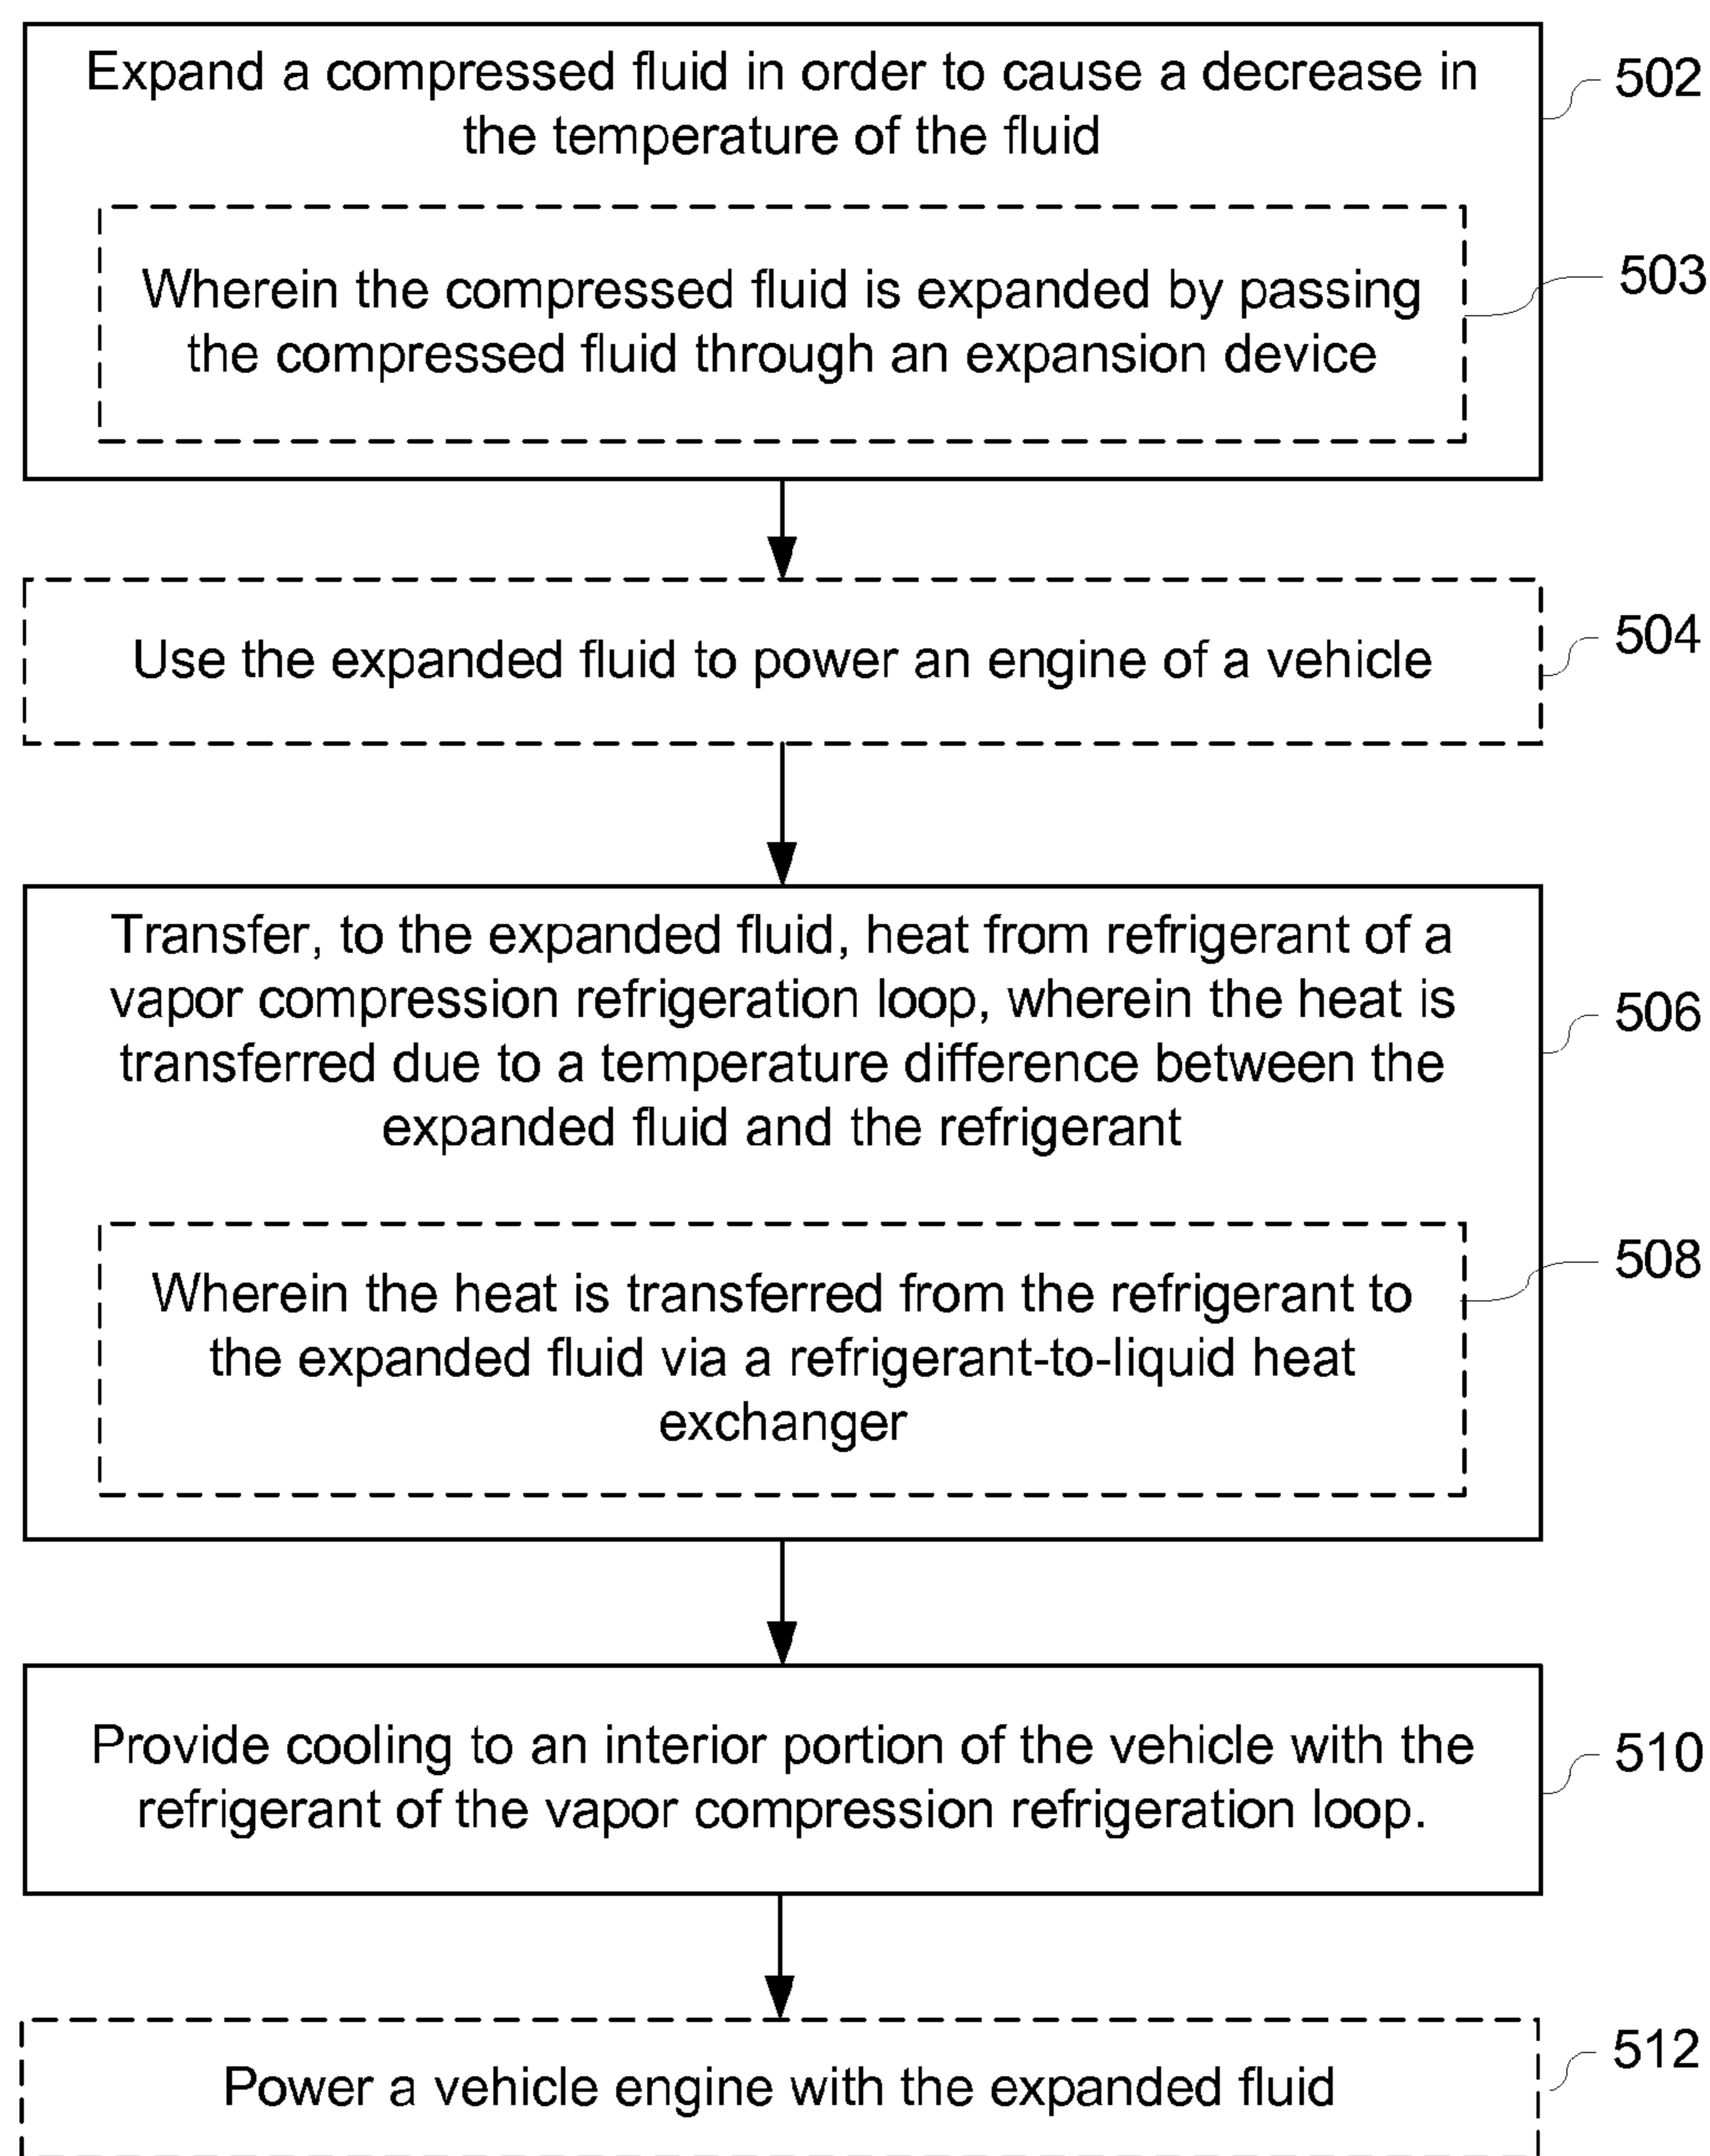 Expand a compressed fluid in order to cause a decrease in
the temperature of the fluid
502
Wherein the compressed fluid is expanded by passing
the compressed fluid through an expansion device
503
Use the expanded fluid to power an engine of a vehicle
504
Transfer, to the expanded fluid, heat from refrigerant of a
vapor compression refrigeration loop, wherein the heat is
transferred due to a temperature difference between the
expanded fluid and the refrigerant
506
Wherein the heat is transferred from the refrigerant to
the expanded fluid via a refrigerant-to-liquid heat
exchanger
508
Provide cooling to an interior portion of the vehicle with the
refrigerant of the vapor compression refrigeration loop.
510
Power a vehicle engine with the expanded fluid
512